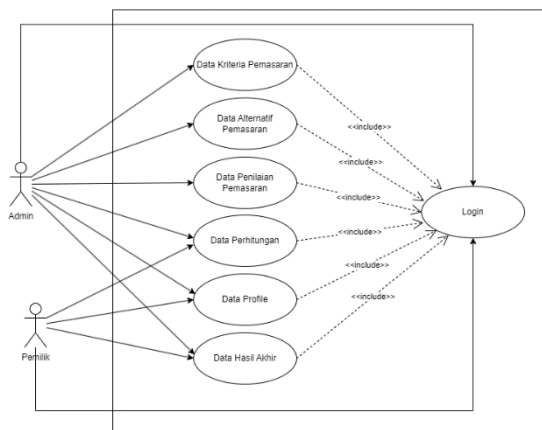 Data Kriteria Pemasaran
<<include>>
Data Alternatif
Pemasaran
<<include>>
Admin
Data Penilaian
Pemasaran
<<include>>
Login
Data Perhitungan
<<include>>
<<include>>
Data Profile
<<include>>
Pemilik
Data Hasil Akhir